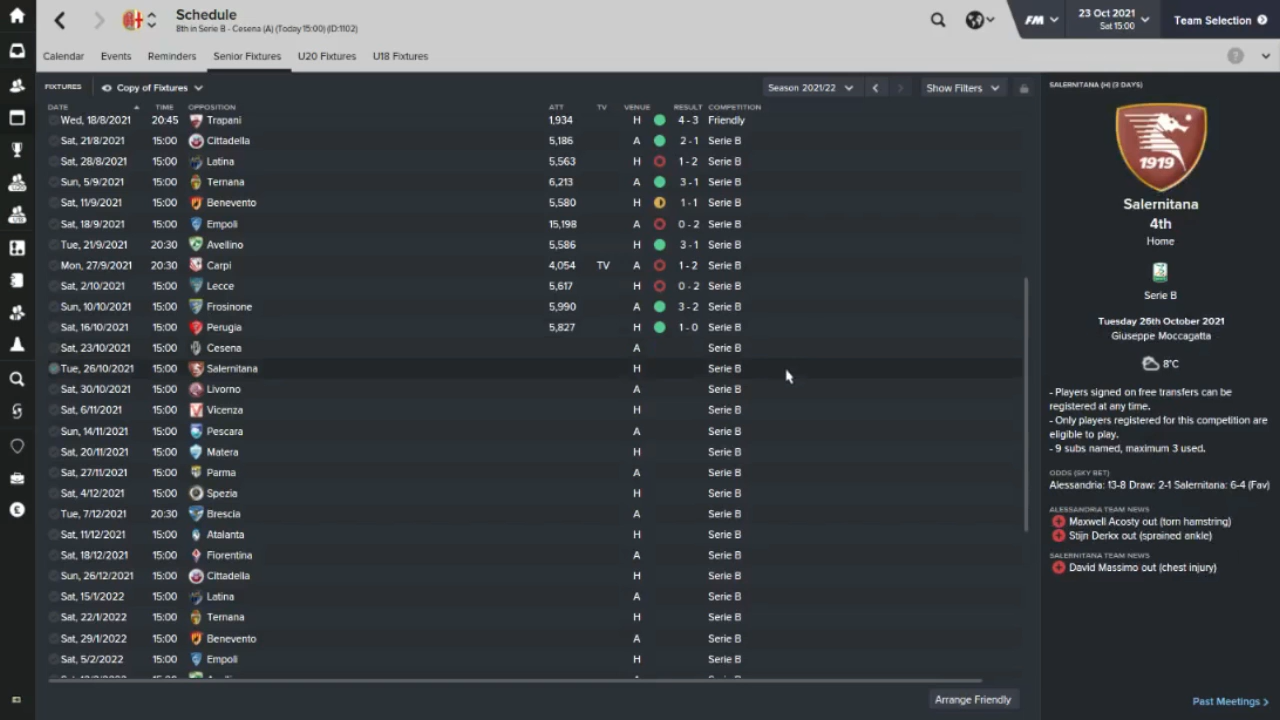 Schedule
8th in Serie B - Cesena (A) (Today 15:00) (ID:1102)
FM
23 Oct 2021
Sat 15:00
Team Selection
Calendar Events Reminders Senior Fixtures U20 Fixtures U18 Fixtures
FIXTURES Copy of Fixtures Season 2021/22 Show Filters
DATE TIME OPPOSITION ATT TV VENUE RESULT COMPETITION
Wed, 18/8/2021 20:45 Trapani 1,934 H 4 - 3 Friendly
Sat, 21/8/2021 15:00 Cittadella 5,186 A 2 - 1 Serie B
Sat, 28/8/2021 15:00 Latina 5,563 H 1 - 2 Serie B
Sun, 5/9/2021 15:00 Ternana 6,213 A 3 - 1 Serie B
Sat, 11/9/2021 15:00 Benevento 5,580 H 1 - 1 Serie B
Sat, 18/9/2021 15:00 Empoli 15,198 A 0 - 2 Serie B
Tue, 21/9/2021 20:30 Avellino 5,586 H 3 - 1 Serie B
Mon, 27/9/2021 20:30 Carpi 4,054 TV A 1 - 2 Serie B
Sat, 2/10/2021 15:00 Lecce 5,617 H 0 - 2 Serie B
Sun, 10/10/2021 15:00 Frosinone 5,990 A 3 - 2 Serie B
Sat, 16/10/2021 15:00 Perugia 5,827 H 1 - 0 Serie B
Sat, 23/10/2021 15:00 Cesena A Serie B
Tue, 26/10/2021 15:00 Salernitana H Serie B
Sat, 30/10/2021 15:00 Livorno A Serie B
Sat, 6/11/2021 15:00 Vicenza H Serie B
Sun, 14/11/2021 15:00 Pescara A Serie B
Sat, 20/11/2021 15:00 Matera H Serie B
Sat, 27/11/2021 15:00 Parma A Serie B
Sat, 4/12/2021 15:00 Spezia H Serie B
Tue, 7/12/2021 20:30 Brescia A Serie B
Sat, 11/12/2021 15:00 Atalanta H Serie B
Sat, 18/12/2021 15:00 Fiorentina A Serie B
Sun, 26/12/2021 15:00 Cittadella H Serie B
Sat, 15/1/2022 15:00 Latina A Serie B
Sat, 22/1/2022 15:00 Ternana H Serie B
Sat, 29/1/2022 15:00 Benevento A Serie B
Sat, 5/2/2022 15:00 Empoli H Serie B
Arrange Friendly
SALERNITANA (H) (3 DAYS)
1919
Salernitana
4th
Home
Serie B
Tuesday 26th October 2021
Giuseppe Moccagatta
8°C
- Players signed on free transfers can be
registered at any time.
- Only players registered for this competition are
eligible to play.
- 9 subs named, maximum 3 used.
ODDS (SKY BET)
Alessandria: 13-8 Draw: 2-1 Salernitana: 6-4 (Fav)
ALESSANDRIA TEAM NEWS
Maxwell Acosty out (torn hamstring)
Stijn Derkx out (sprained ankle)
SALERNITANA TEAM NEWS
David Massimo out (chest injury)
Past Meetings >